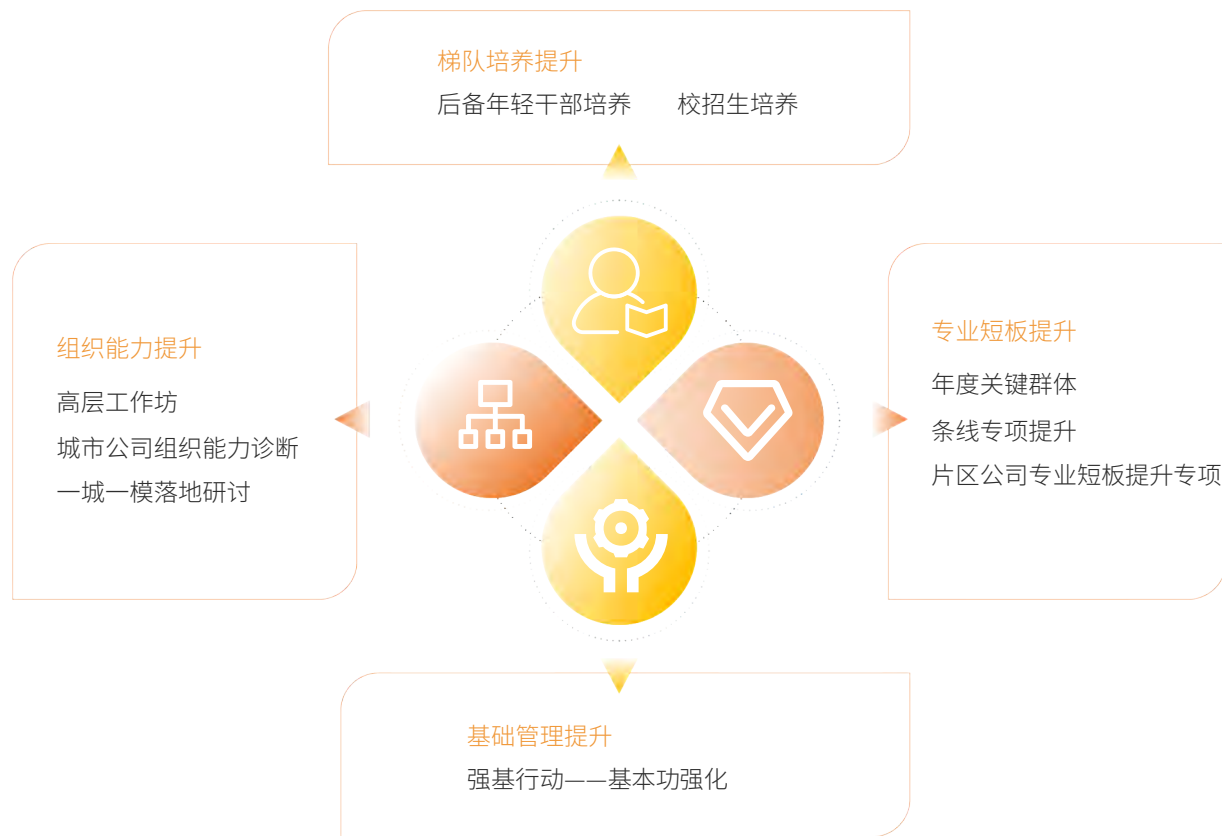 梯队培养提升
后备年轻干部培养 校招生培养
组织能力提升
高层工作坊
城市公司组织能力诊断
一城一模落地研讨
专业短板提升
年度关键群体
条线专项提升
片区公司专业短板提升专项
基础管理提升
强基行动——基本功强化